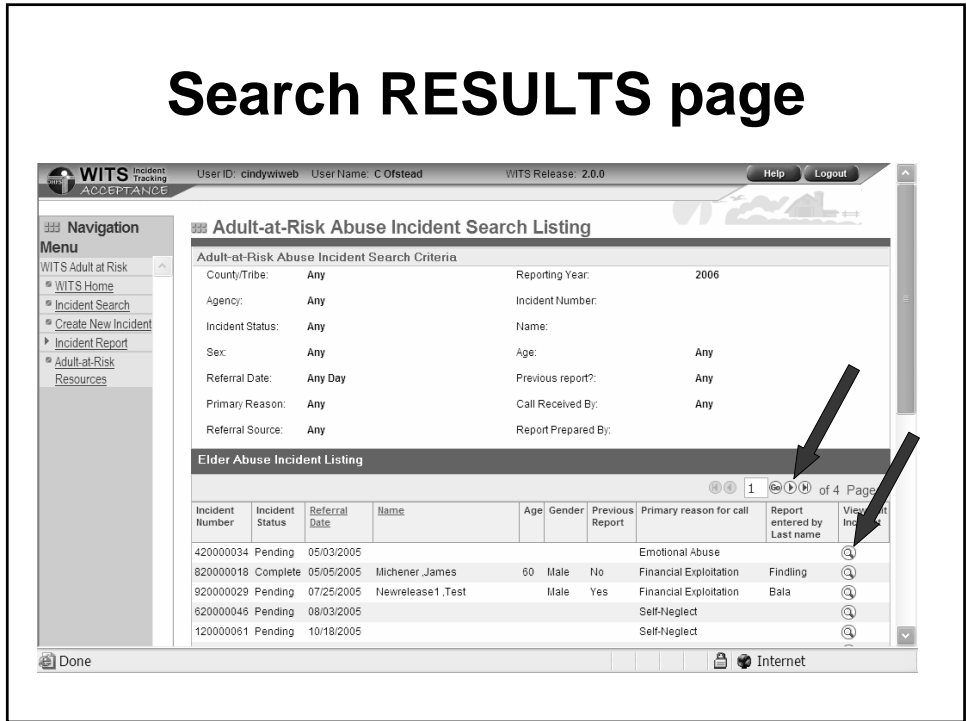 Search RESULTS page
WITS Incident Tracking
ACCEPTANCE
User ID: cindywiweb User Name: C Ofstead WITS Release: 2.0.0 Help Logout
Navigation Menu
WITS Adult at Risk
WITS Home
Incident Search
Create New Incident
Incident Report
Adult-at-Risk
Resources
Adult-at-Risk Abuse Incident Search Listing
Adult-at-Risk Abuse Incident Search Criteria
County/Tribe: Any Reporting Year: 2006
Agency: Any Incident Number:
Incident Status: Any Name:
Sex: Any Age: Any
Referral Date: Any Day Previous report?: Any
Primary Reason: Any Call Received By: Any
Referral Source: Any Report Prepared By:
Elder Abuse Incident Listing
1 Go of 4 Page
Incident Number Incident Status Referral Date Name Age Gender Previous Report Primary reason for call Report entered by Last name
420000034 Pending 05/03/2005 Emotional Abuse
820000018 Complete 05/05/2005 Michener ,James 60 Male No Financial Exploitation Findling
920000029 Pending 07/25/2005 Newrelease1 ,Test Male Yes Financial Exploitation Bala
620000046 Pending 08/03/2005 Self-Neglect
120000061 Pending 10/18/2005 Self-Neglect
Done Internet